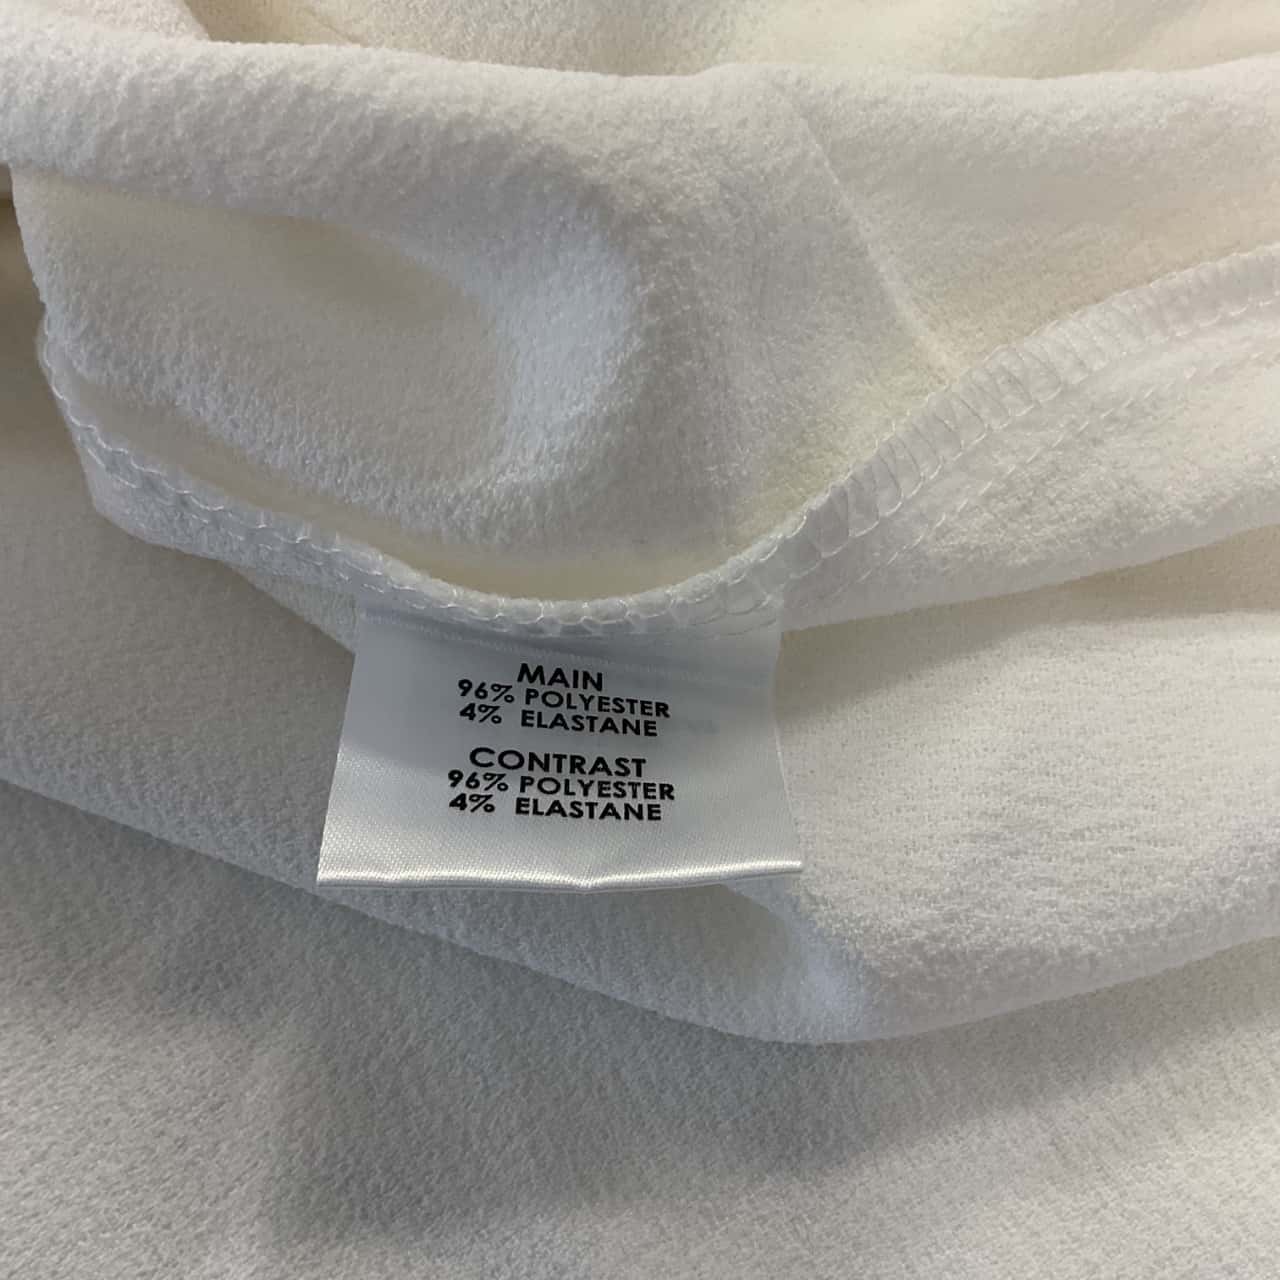 MAIN
96% POLYESTER
4% ELASTANE
CONTRAST
96% POLYESTER
4% ELASTANE